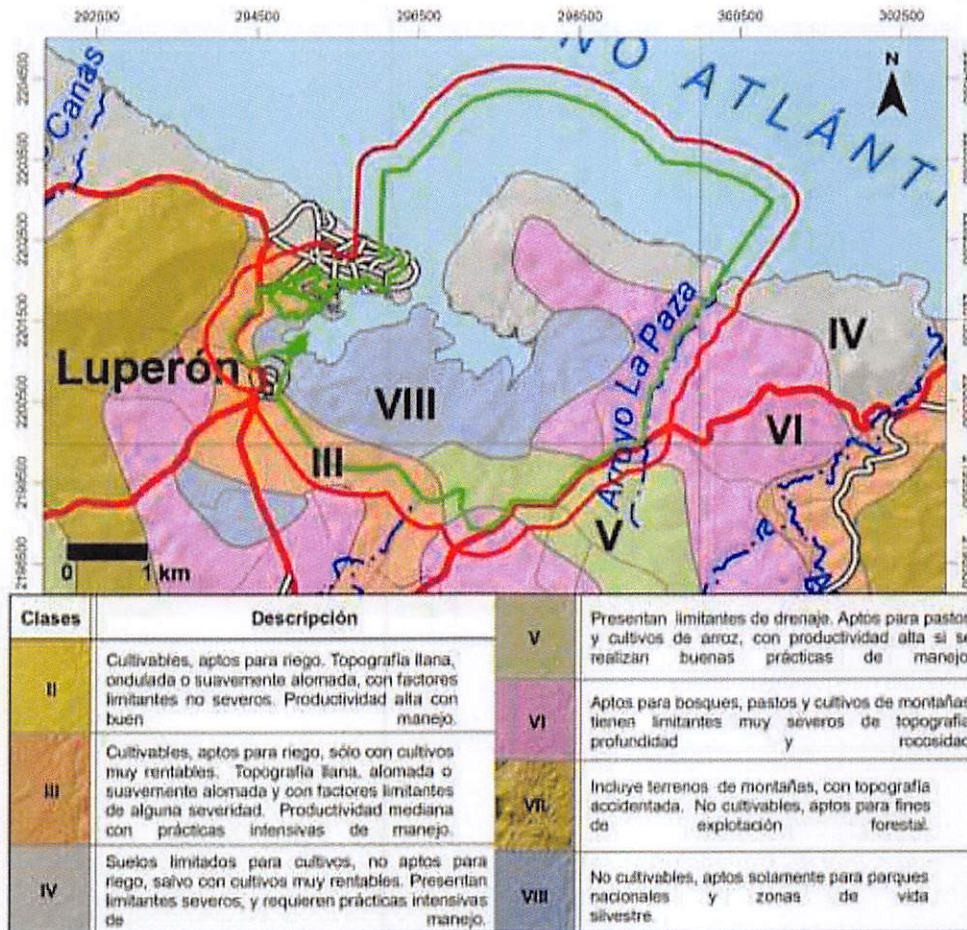 292500 294500 296500 298500 300500 302500
2204500
2203500
2202500
2201500
2200500
2199500
2198500
Canas
NO ATLÁNTI
N
Luperón
Arroyo La Paza
IV
VIII
VI
III
V
0 1 km
Clases Descripción
II
Cultivables, aptos para riego. Topografía llana,
ondulada o suavemente alomada, con factores
limitantes no severos. Productividad alta con
buen manejo.
III
Cultivables, aptos para riego, sólo con cultivos
muy rentables. Topografía llana, alomada o
suavemente alomada y con factores limitantes
de alguna severidad. Productividad mediana
con prácticas intensivas de manejo.
IV
Suelos limitados para cultivos, no aptos para
riego, salvo con cultivos muy rentables. Presentan
limitantes severos, y requieren prácticas intensivas
de manejo.
V
Presentan limitantes de drenaje. Aptos para pastos
y cultivos de arroz, con productividad alta si se
realizan buenas prácticas de manejo
VI
Aptos para bosques, pastos y cultivos de montañas
tienen limitantes muy severos de topografía
profundidad y rocosidad
VII
Incluye terrenos de montañas, con topografía
accidentada. No cultivables, aptos para fines
de explotación forestal.
VIII
No cultivables, aptos solamente para parques
nacionales y zonas de vida
silvestre.